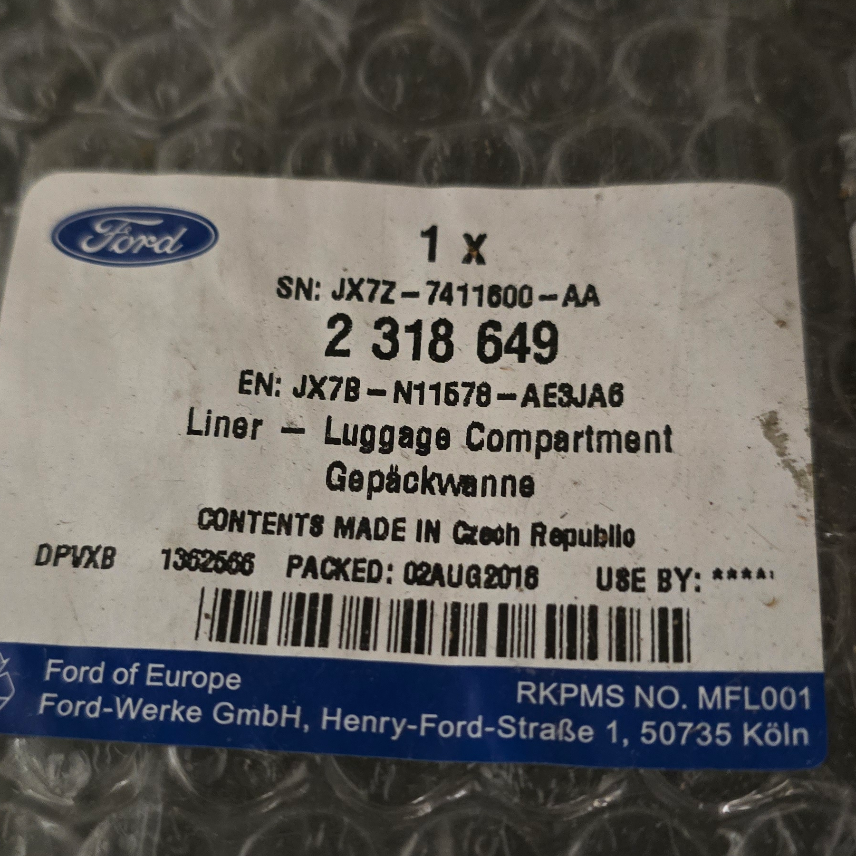 Ford
1 x
SN: JX7Z-7411600-AA
2 318 649
EN: JX7B-N11578-AE3JA6
Liner - Luggage Compartment
Gepäckwanne
CONTENTS MADE IN Czech Republic
DPVXB 1362566 PACKED: 02AUG2018 USE BY: ****
Ford of Europe
RKPMS NO. MFL001
Ford-Werke GmbH, Henry-Ford-Straße 1, 50735 Köln